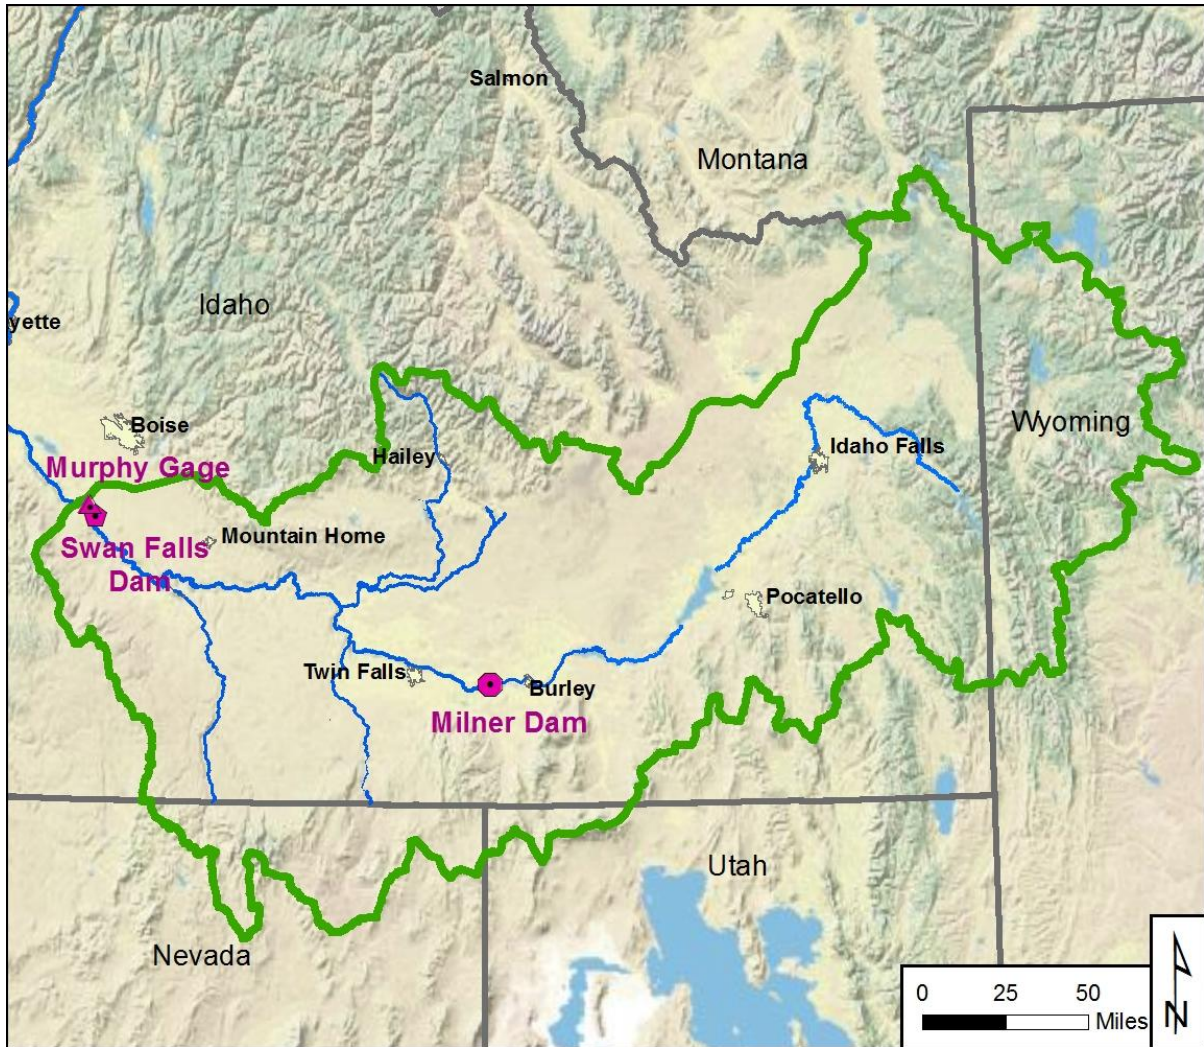 Salmon
Montana
Idaho
yette
Boise
Wyoming
Idaho Falls
Hailey
Murphy Gage
Mountain Home
Swan Falls
Dam
Pocatello
Twin Falls
Burley
Milner Dam
Utah
Nevada
0 25 50
Miles
N